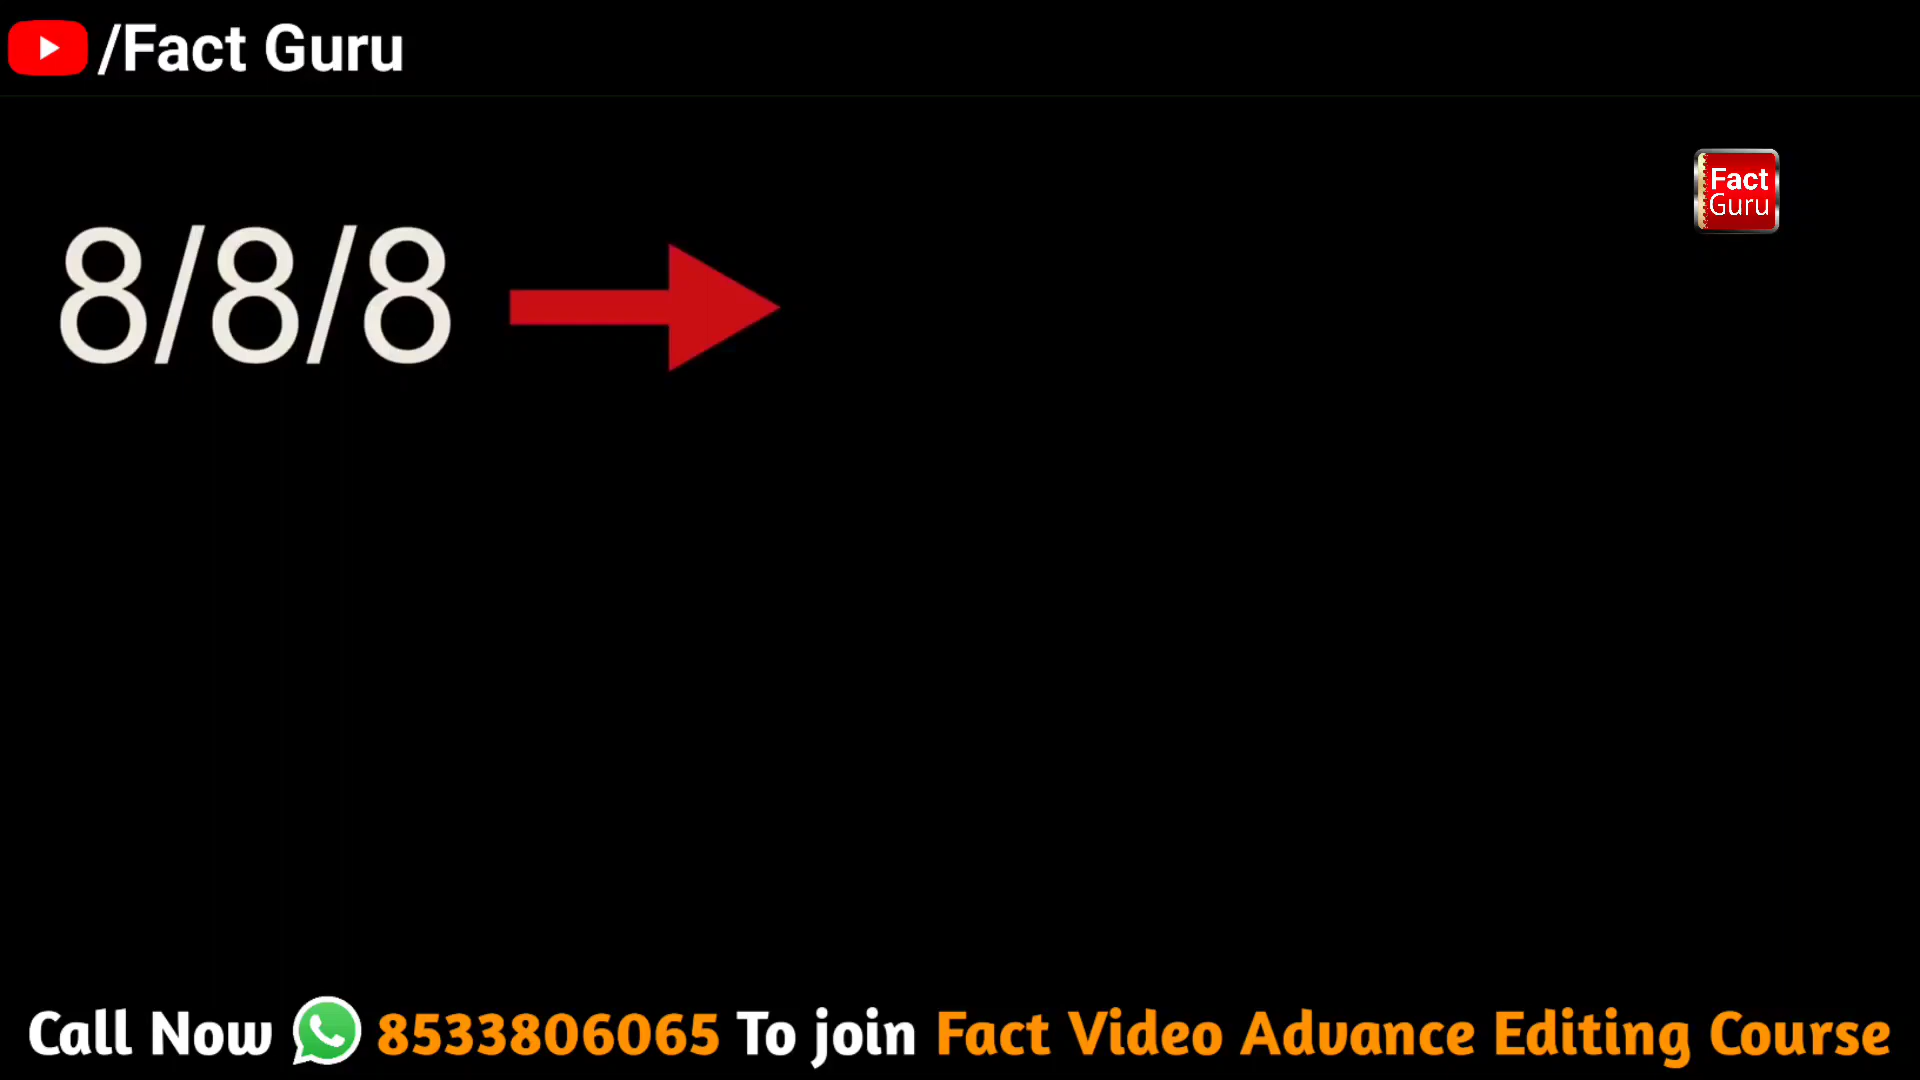 /Fact Guru
Fact
Guru
8/8/8
Call Now 8533806065 To join Fact Video Advance Editing Course